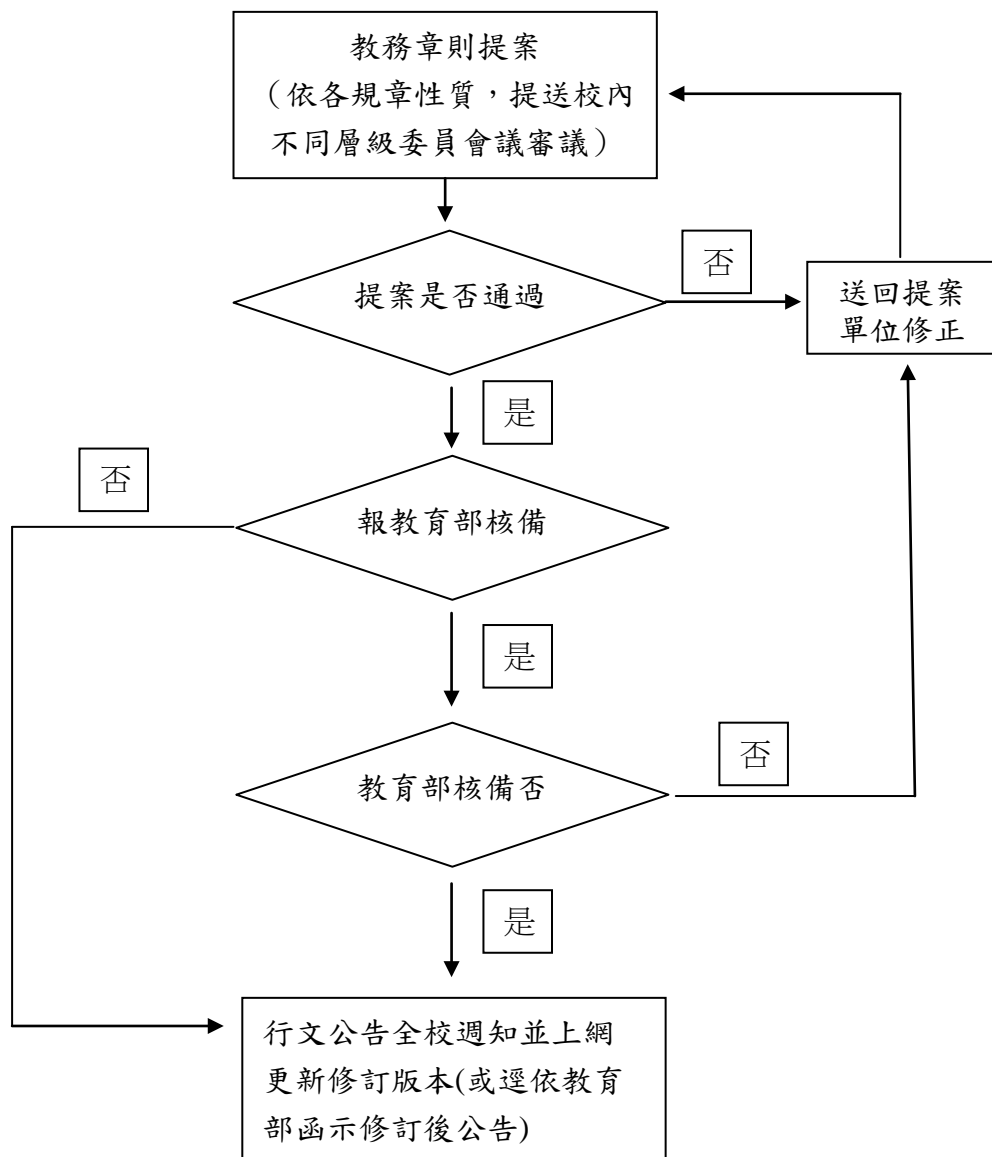 教務章則提案
（依各規章性質，提送校內
不同層級委員會議審議）
提案是否通過
否
送回提案
單位修正
是
否
報教育部核備
是
教育部核備否
否
是
行文公告全校週知並上網
更新修訂版本(或逕依教育
部函示修訂後公告)